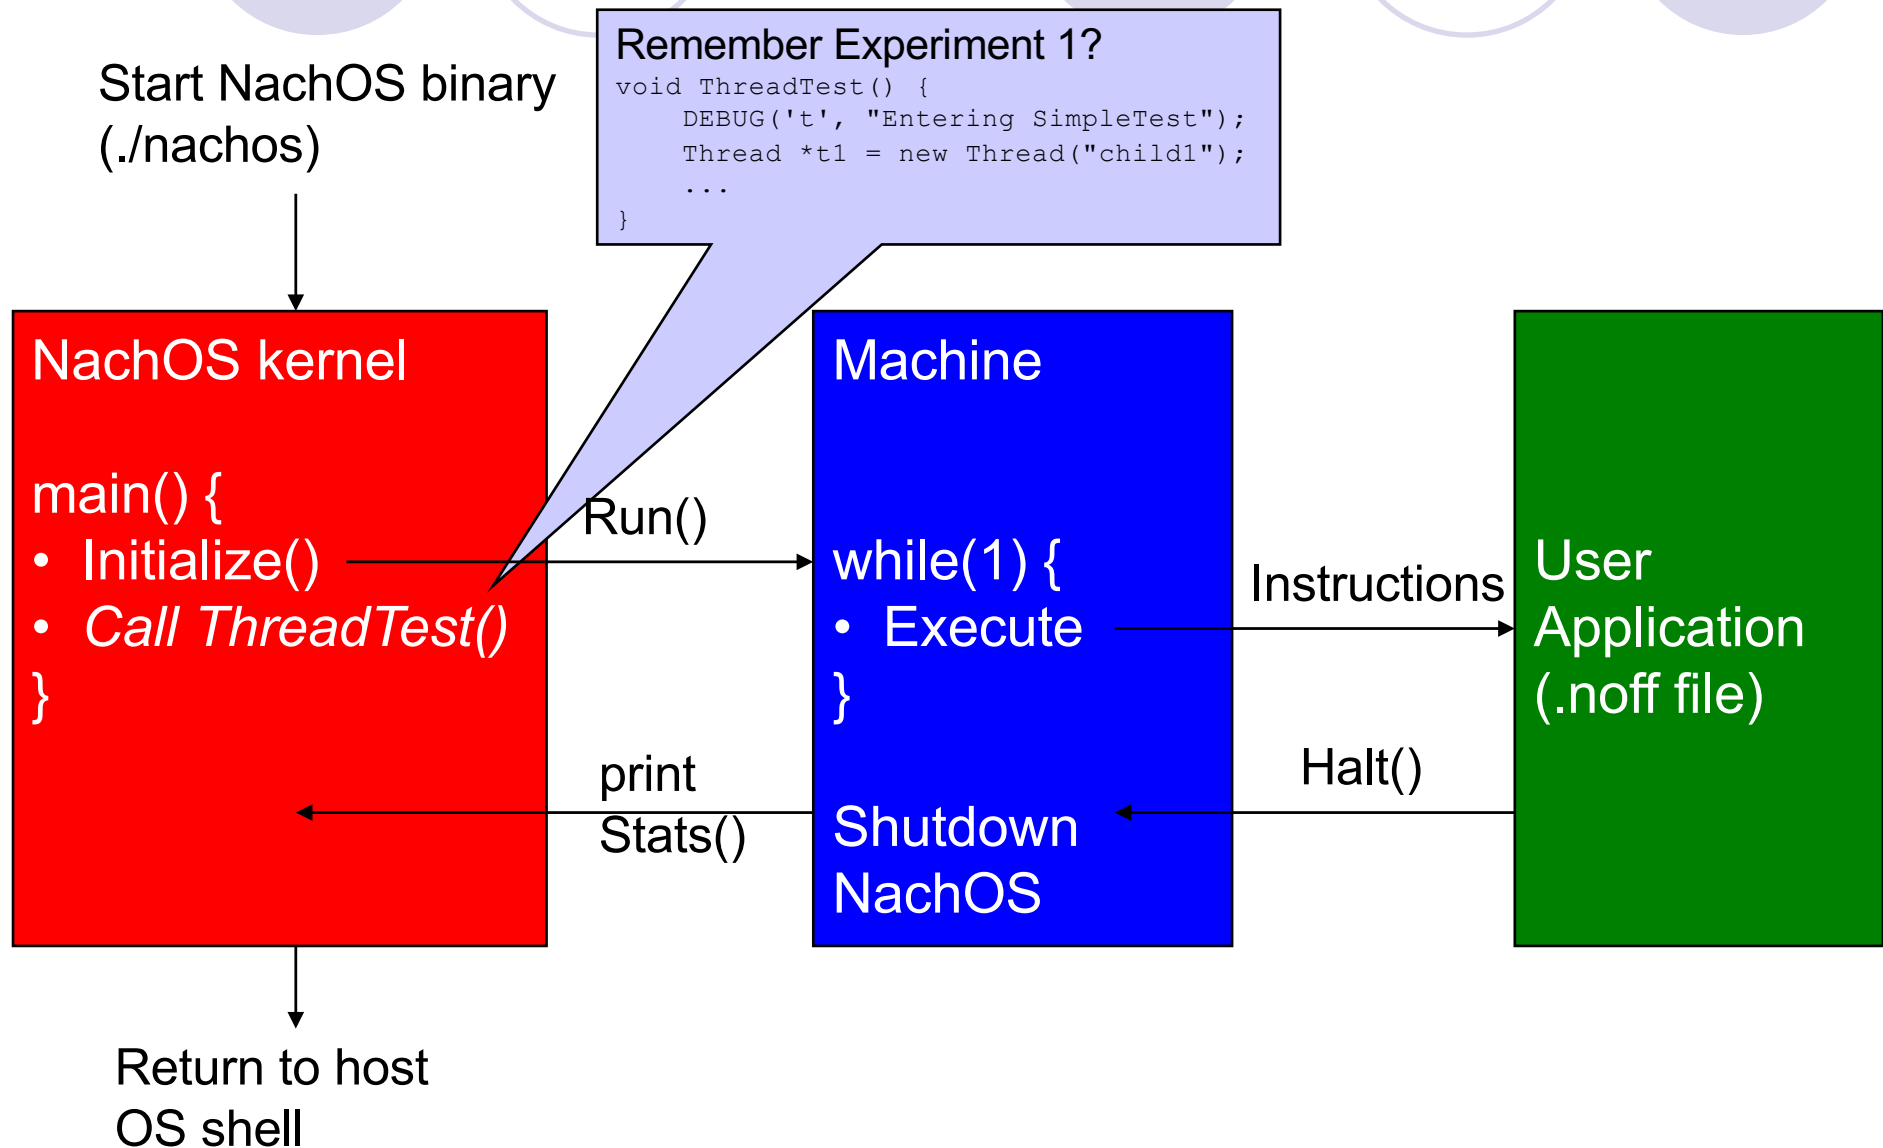 Start NachOS binary
(./nachos)
Remember Experiment 1?
void ThreadTest() {
    DEBUG('t', "Entering SimpleTest");
    Thread *t1 = new Thread("child1");
    ...
}
NachOS kernel
main() {
• Initialize()
• Call ThreadTest()
}
Run()
print
Stats()
Machine
while(1) {
• Execute
}
Shutdown
NachOS
Instructions
Halt()
User
Application
(.noff file)
Return to host
OS shell